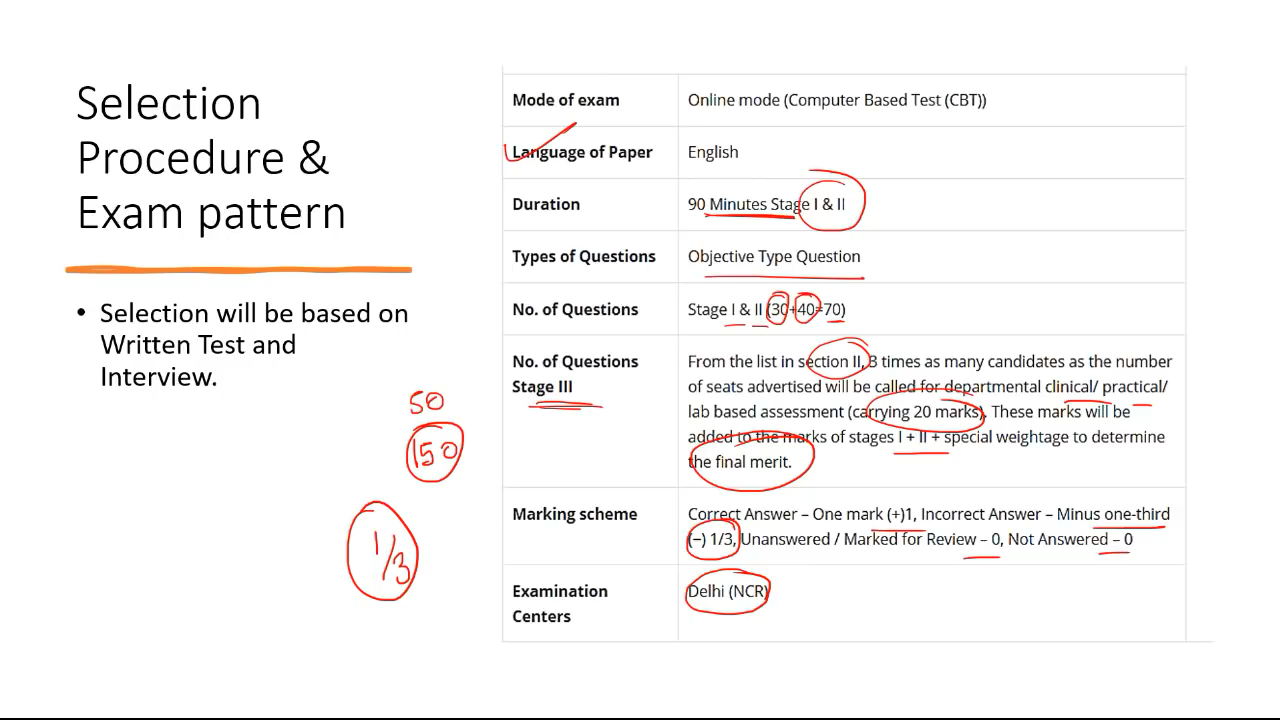 Selection
Procedure &
Exam pattern
• Selection will be based on
Written Test and
Interview.
50
150
1/3
Mode of exam
Online mode (Computer Based Test (CBT))
Language of Paper
English
Duration
90 Minutes Stage I & II
Types of Questions
Objective Type Question
No. of Questions
Stage I & II (30+40=70)
No. of Questions
Stage III
From the list in section II, 3 times as many candidates as the number
of seats advertised will be called for departmental clinical/ practical/
lab based assessment (carrying 20 marks). These marks will be
added to the marks of stages I + II + special weightage to determine
the final merit.
Marking scheme
Correct Answer – One mark (+)1, Incorrect Answer – Minus one-third
(−) 1/3, Unanswered / Marked for Review – 0, Not Answered – 0
Examination
Centers
Delhi (NCR)